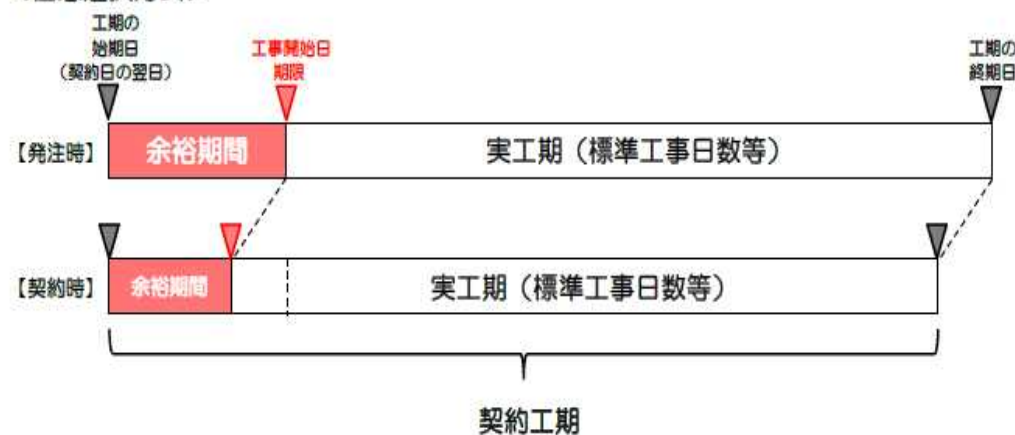 工期の
始期日
（契約日の翌日）
工事開始日
期限
工期の
終期日
【発注時】
余裕期間
実工期（標準工事日数等）
【契約時】
余裕期間
実工期（標準工事日数等）
契約工期